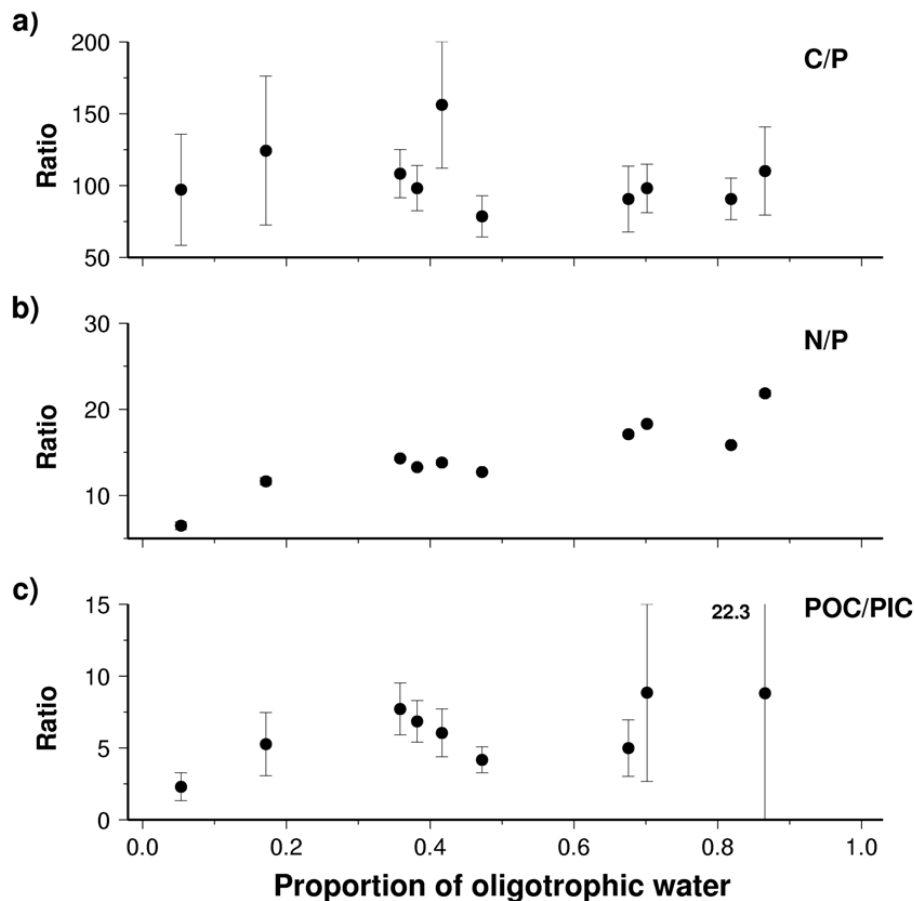 a)
C/P
200
150
100
50
Ratio
b)
N/P
30
20
10
Ratio
c)
POC/PIC
22.3
15
10
5
0
Ratio
0.0 0.2 0.4 0.6 0.8 1.0
Proportion of oligotrophic water